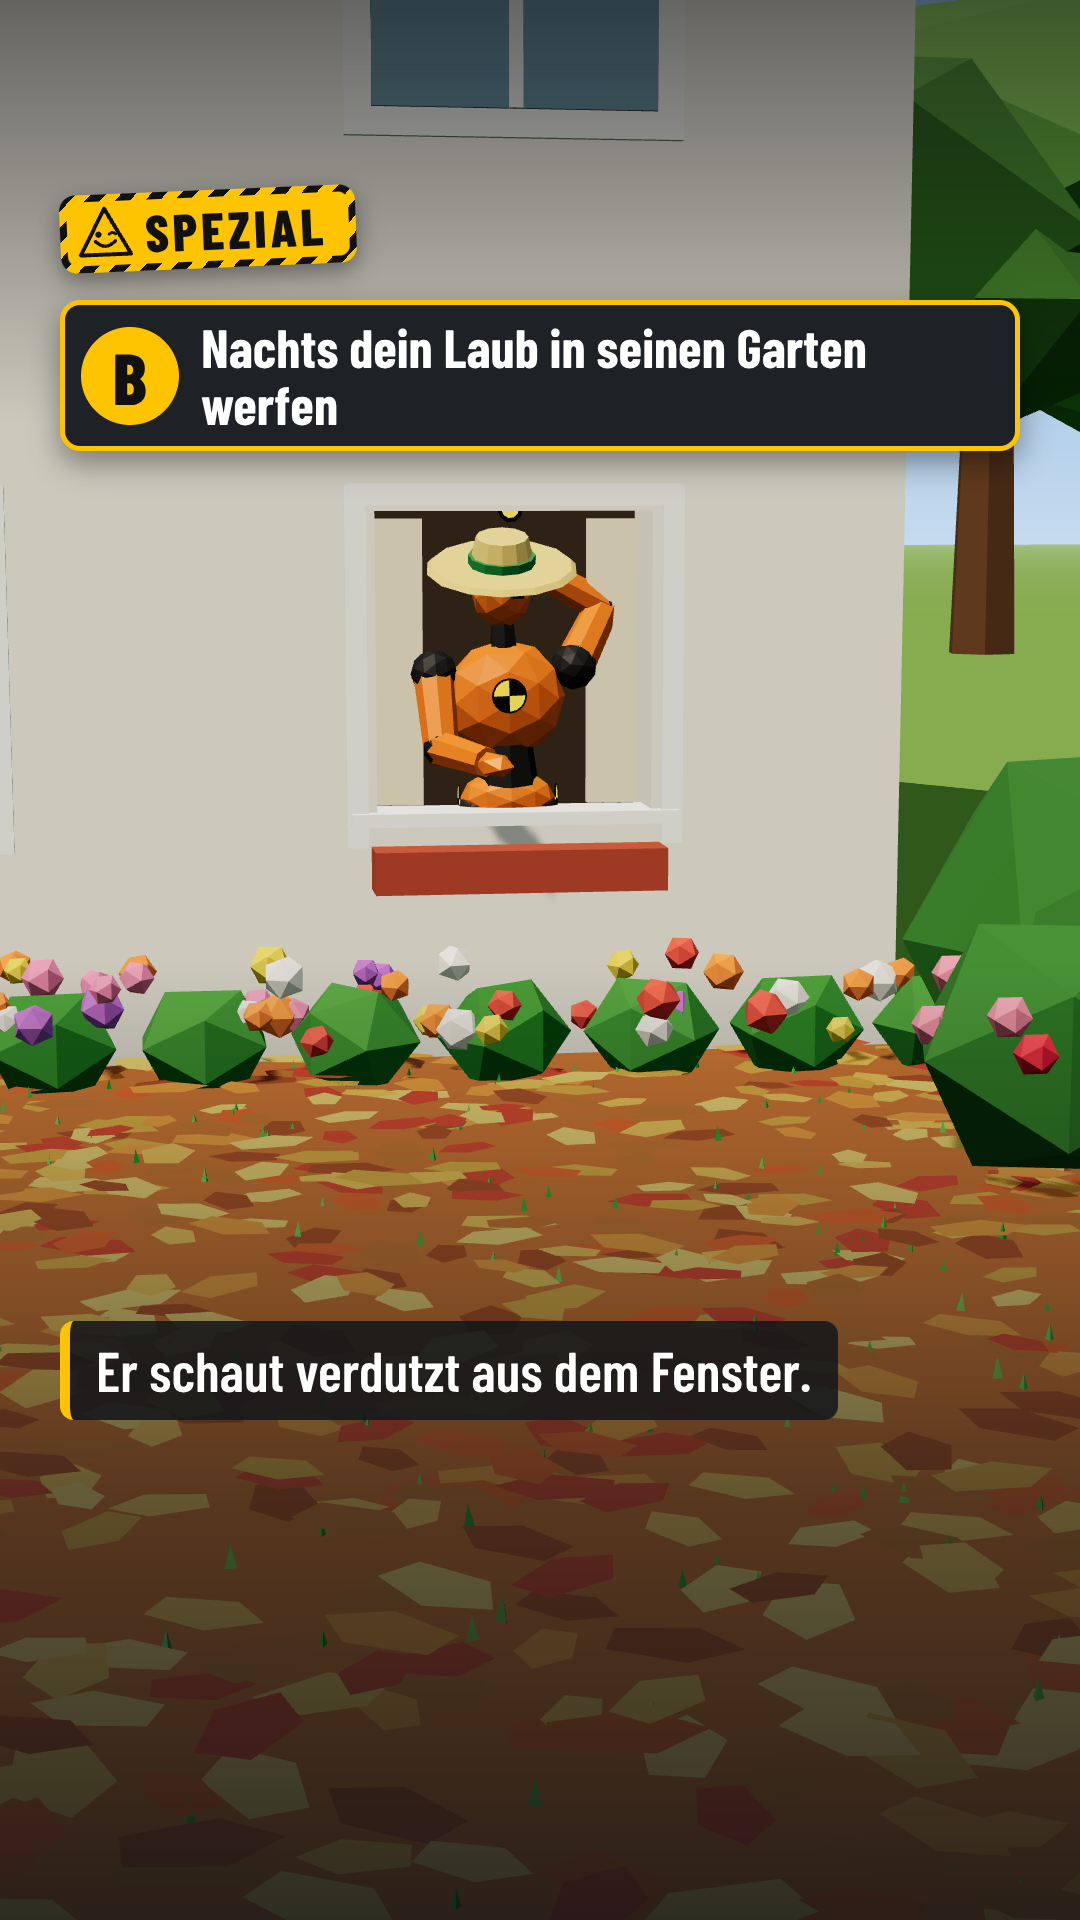 SPEZIAL
B
Nachts dein Laub in seinen Garten
werfen
Er schaut verdutzt aus dem Fenster.